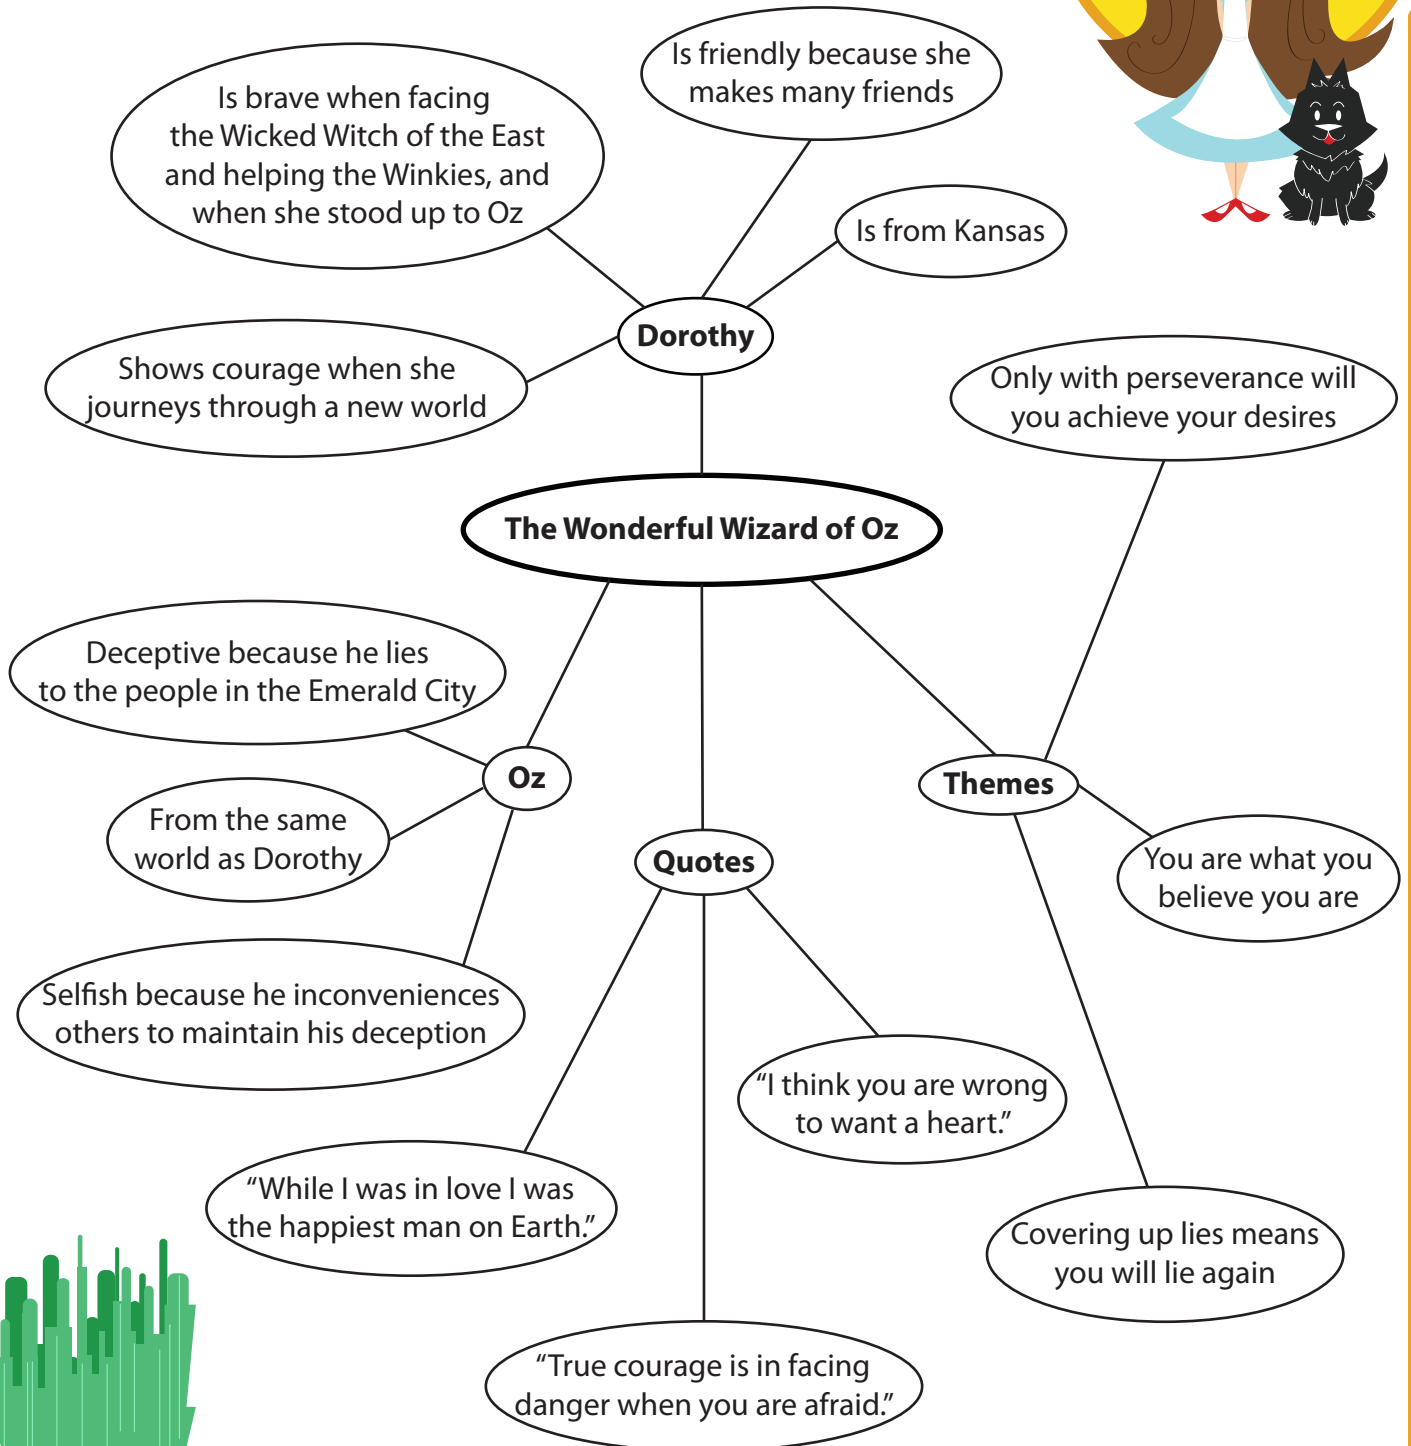 Is friendly because she
makes many friends
Is brave when facing
the Wicked Witch of the East
and helping the Winkies, and
when she stood up to Oz
Is from Kansas
Dorothy
Shows courage when she
journeys through a new world
Only with perseverance will
you achieve your desires
The Wonderful Wizard of Oz
Deceptive because he lies
to the people in the Emerald City
Oz
From the same
world as Dorothy
Selfish because he inconveniences
others to maintain his deception
Themes
You are what you
believe you are
Quotes
“I think you are wrong
to want a heart.”
“While I was in love I was
the happiest man on Earth.”
Covering up lies means
you will lie again
“True courage is in facing
danger when you are afraid.”